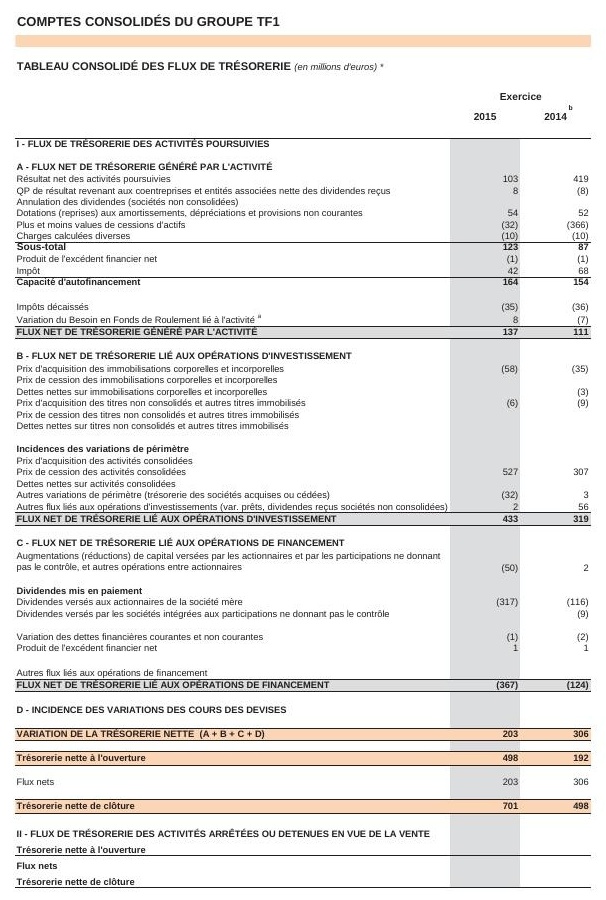 COMPTES CONSOLIDÉS DU GROUPE TF1
TABLEAU CONSOLIDÉ DES FLUX DE TRÉSORERIE (en millions d'euros) *
Exercice
2015 2014 b
I - FLUX DE TRÉSORERIE DES ACTIVITÉS POURSUIVIES
A - FLUX NET DE TRÉSORERIE GÉNÉRÉ PAR L'ACTIVITÉ
Résultat net des activités poursuivies 103 419
QP de résultat revenant aux coentreprises et entités associées nette des dividendes reçus 8 (8)
Annulation des dividendes (sociétés non consolidées)
Dotations (reprises) aux amortissements, dépréciations et provisions non courantes 54 52
Plus et moins values de cessions d'actifs (32) (366)
Charges calculées diverses (10) (10)
Sous-total 123 87
Produit de l'excédent financier net (1) (1)
Impôt 42 68
Capacité d'autofinancement 164 154
Impôts décaissés (35) (36)
Variation du Besoin en Fonds de Roulement lié à l'activité a 8 (7)
FLUX NET DE TRÉSORERIE GÉNÉRÉ PAR L'ACTIVITÉ 137 111
B - FLUX NET DE TRÉSORERIE LIÉ AUX OPÉRATIONS D'INVESTISSEMENT
Prix d'acquisition des immobilisations corporelles et incorporelles (58) (35)
Prix de cession des immobilisations corporelles et incorporelles
Dettes nettes sur immobilisations corporelles et incorporelles (3)
Prix d'acquisition des titres non consolidés et autres titres immobilisés (6) (9)
Prix de cession des titres non consolidés et autres titres immobilisés
Dettes nettes sur titres non consolidés et autres titres immobilisés
Incidences des variations de périmètre
Prix d'acquisition des activités consolidées
Prix de cession des activités consolidées 527 307
Dettes nettes sur activités consolidées
Autres variations de périmètre (trésorerie des sociétés acquises ou cédées) (32) 3
Autres flux liés aux opérations d'investissements (var. prêts, dividendes reçus sociétés non consolidés) 2 56
FLUX NET DE TRÉSORERIE LIÉ AUX OPÉRATIONS D'INVESTISSEMENT 433 319
C - FLUX NET DE TRÉSORERIE LIÉ AUX OPÉRATIONS DE FINANCEMENT
Augmentations (réductions) de capital versées par les actionnaires et par les participations ne donnant
pas le contrôle, et autres opérations entre actionnaires (50) 2
Dividendes mis en paiement
Dividendes versés aux actionnaires de la société mère (317) (116)
Dividendes versés par les sociétés intégrées aux participations ne donnant pas le contrôle (9)
Variation des dettes financières courantes et non courantes (1) (2)
Produit de l'excédent financier net 1 1
Autres flux liés aux opérations de financement
FLUX NET DE TRÉSORERIE LIÉ AUX OPÉRATIONS DE FINANCEMENT (367) (124)
D - INCIDENCE DES VARIATIONS DES COURS DES DEVISES
VARIATION DE LA TRÉSORERIE NETTE (A + B + C + D) 203 306
Trésorerie nette à l'ouverture 498 192
Flux nets 203 306
Trésorerie nette de clôture 701 498
II - FLUX DE TRÉSORERIE DES ACTIVITÉS ARRÊTÉES OU DETENUES EN VUE DE LA VENTE
Trésorerie nette à l'ouverture
Flux nets
Trésorerie nette de clôture